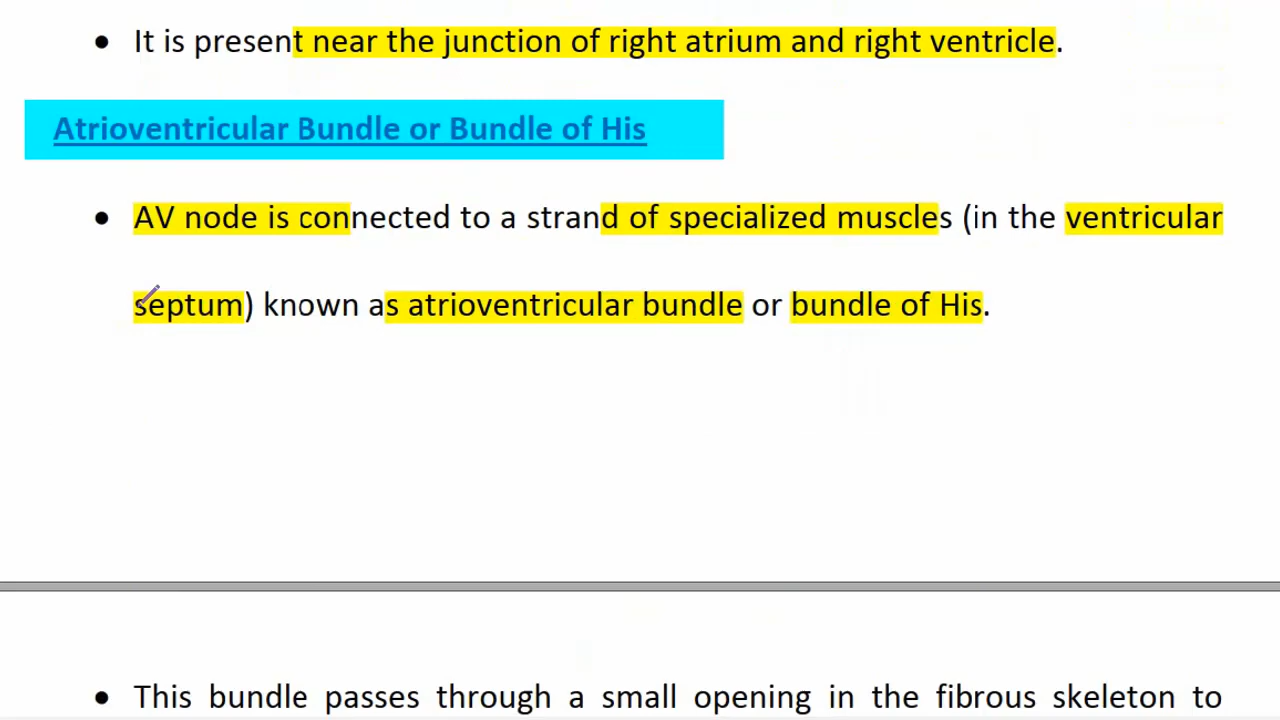 • It is present near the junction of right atrium and right ventricle.
Atrioventricular Bundle or Bundle of His
• AV node is connected to a strand of specialized muscles (in the ventricular
septum) known as atrioventricular bundle or bundle of His.
• This bundle passes through a small opening in the fibrous skeleton to